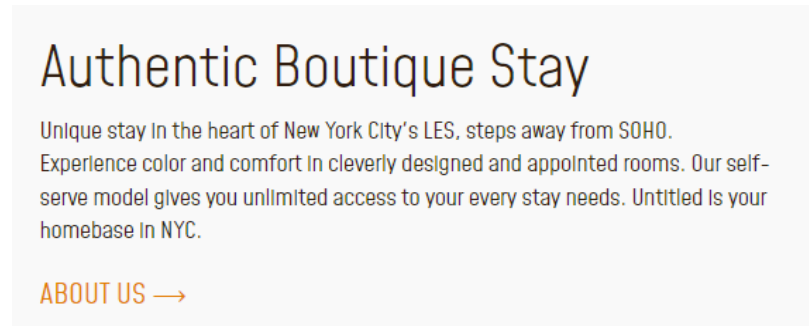 Authentic Boutique Stay
Unique stay in the heart of New York City's LES, steps away from SOHO.
Experience color and comfort in cleverly designed and appointed rooms. Our self-
serve model gives you unlimited access to your every stay needs. Untitled is your
homebase in NYC.
ABOUT US →